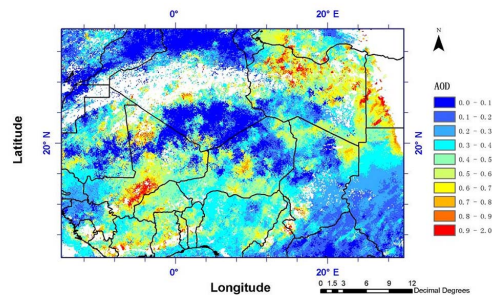 0°
20° E
N
AOD
0.0 - 0.1
0.1 - 0.2
0.2 - 0.3
0.3 - 0.4
0.4 - 0.5
0.5 - 0.6
0.6 - 0.7
0.7 - 0.8
0.8 - 0.9
0.9 - 2.0
Latitude
20° N
20° N
0°
20° E
Longitude
0 1.5 3 6 9 12
Decimal Degrees